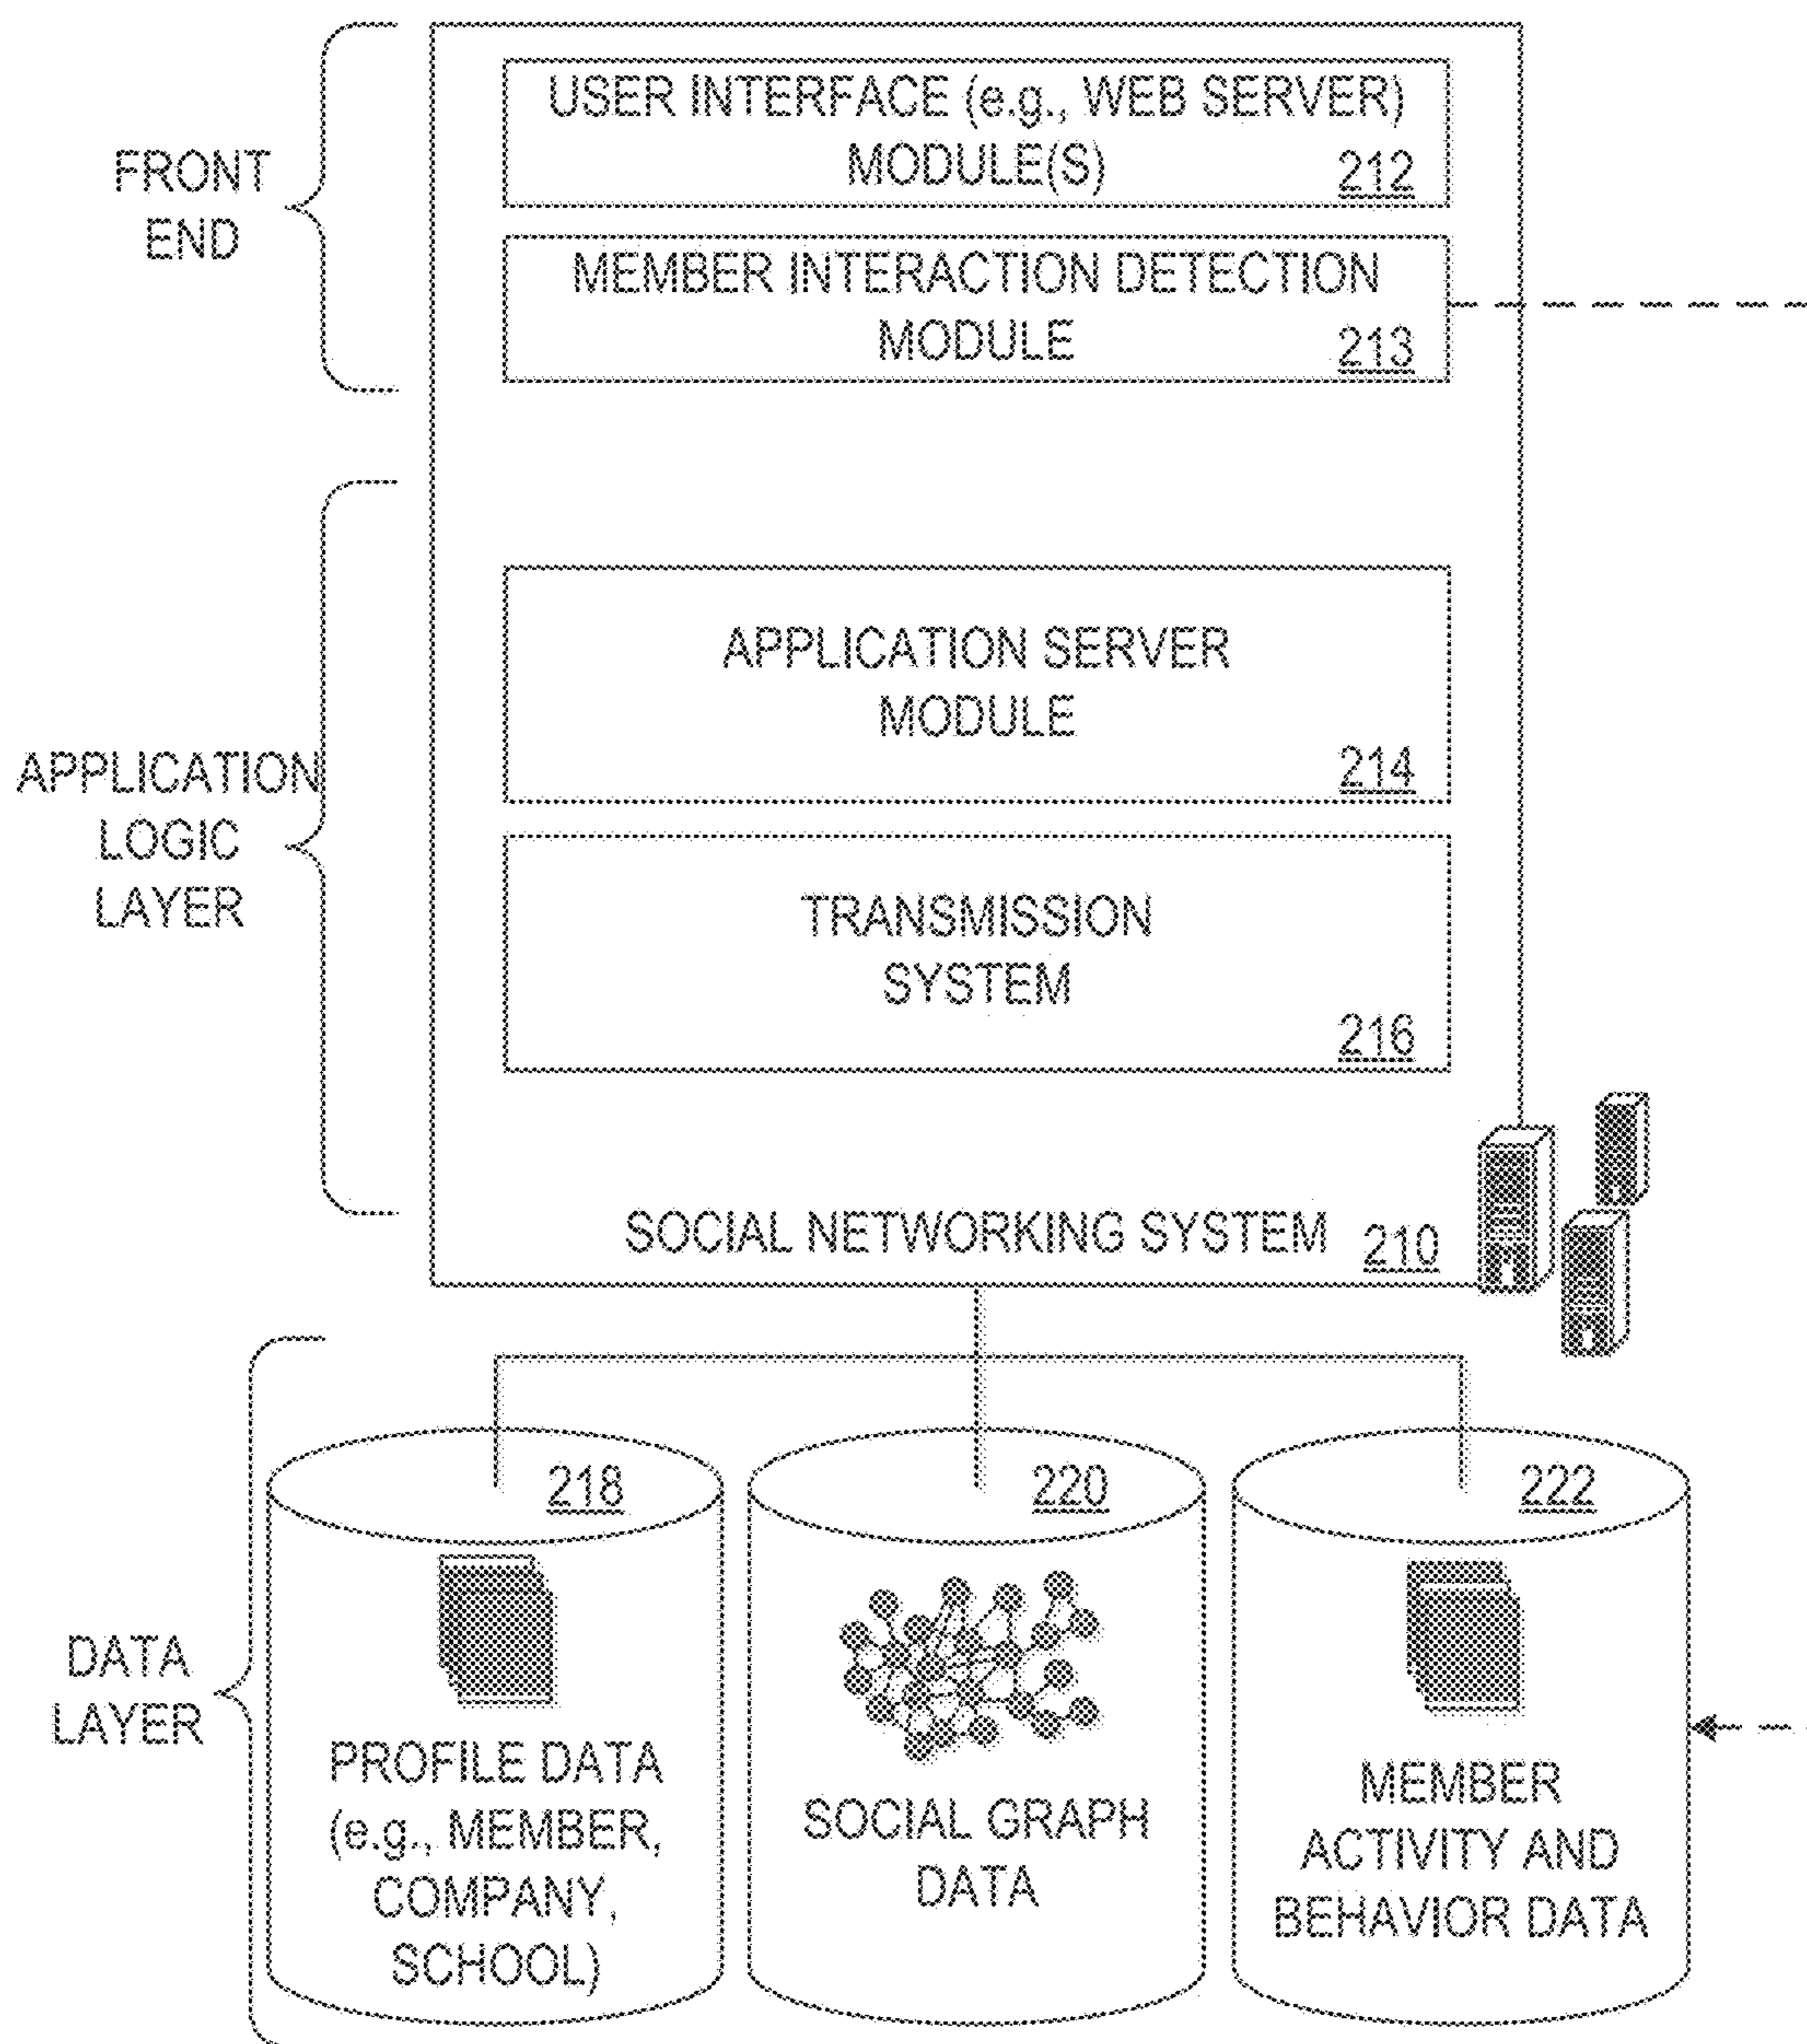 FRONT
END
USER INTERFACE (e.g., WEB SERVER)
MODULE(S)
212
MEMBER INTERACTION DETECTION
MODULE
213
APPLICATION
LOGIC
LAYER
APPLICATION SERVER
MODULE
214
TRANSMISSION
SYSTEM
216
SOCIAL NETWORKING SYSTEM
210
DATA
LAYER
218
PROFILE DATA
(e.g., MEMBER,
COMPANY,
SCHOOL)
220
SOCIAL GRAPH
DATA
222
MEMBER
ACTIVITY AND
BEHAVIOR DATA